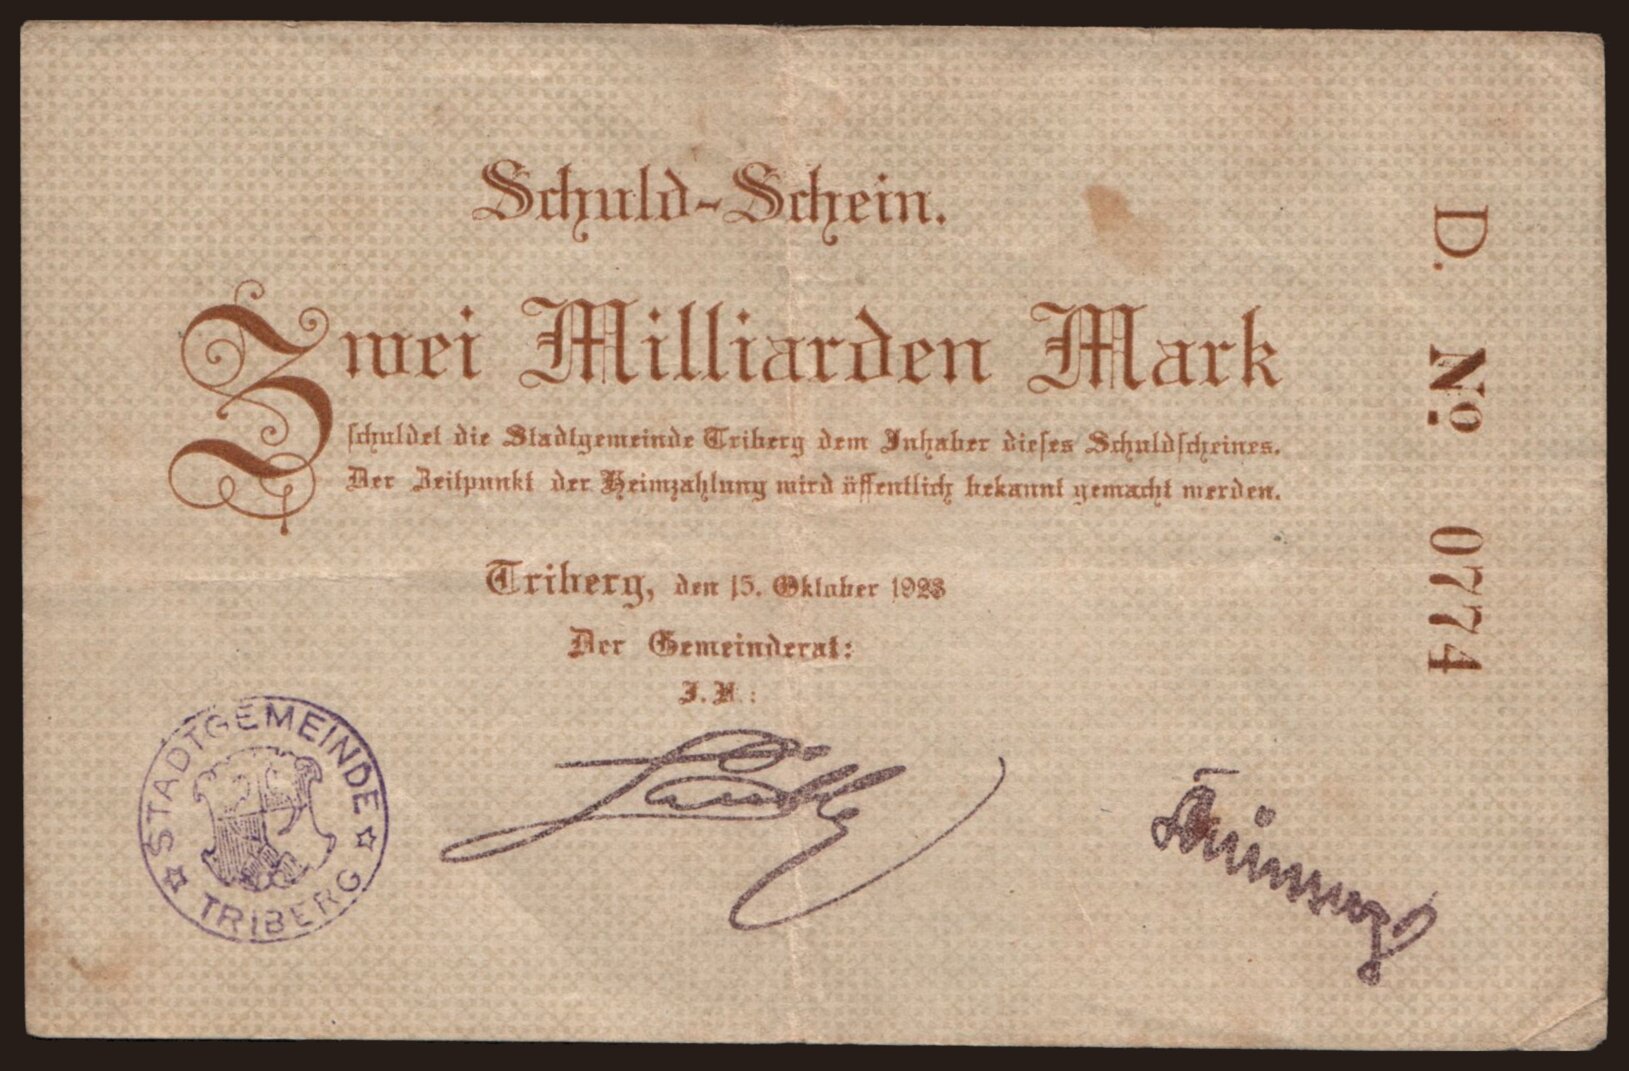 Schuld-Schein.
Zwei Milliarden Mark
schuldet die Stadtgemeinde Triberg dem Inhaber dieses Schuldscheines.
Der Zeitpunkt der Heimzahlung wird öffentlich bekannt gemacht werden.
Triberg, den 15. Oktober 1923
Der Gemeinderat:
I. V.:
STADTGEMEINDE
TRIBERG
D. No. 0774